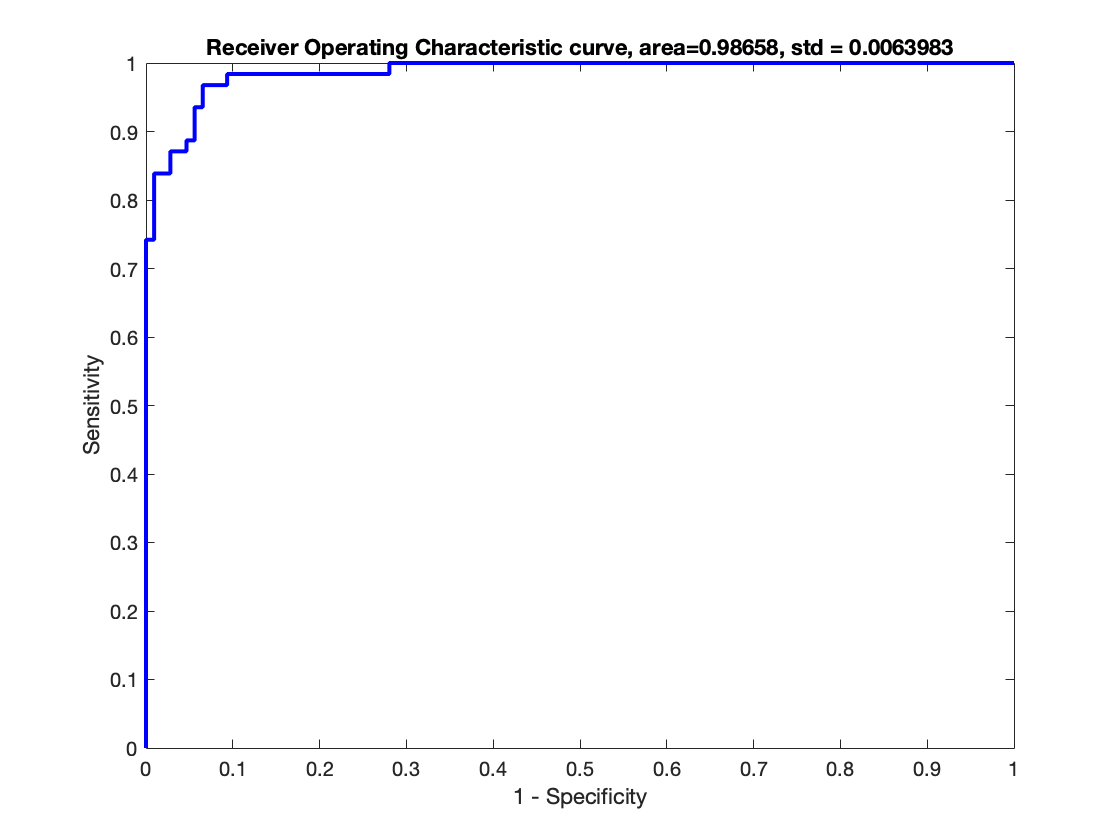 Receiver Operating Characteristic curve, area=0.98658, std = 0.0063983
1
0.9
0.8
0.7
0.6
0.5
0.4
0.3
0.2
0.1
0
Sensitivity
0 0.1 0.2 0.3 0.4 0.5 0.6 0.7 0.8 0.9 1
1 - Specificity